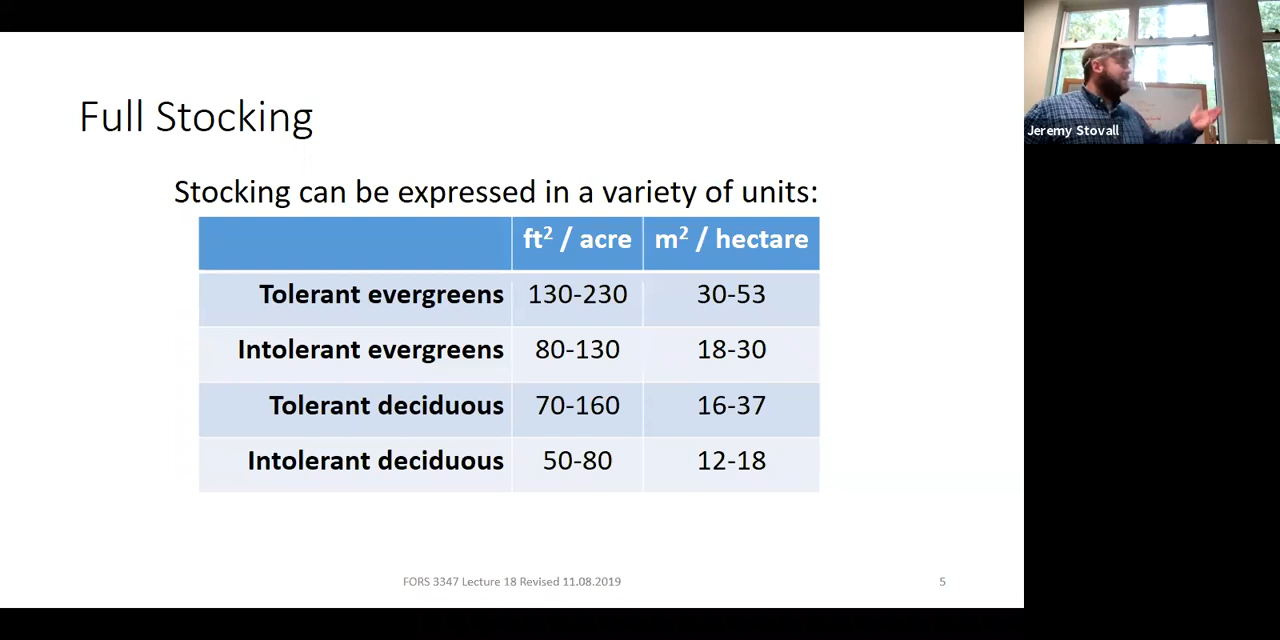 Full Stocking
Stocking can be expressed in a variety of units:
ft² / acre m² / hectare
Tolerant evergreens 130-230 30-53
Intolerant evergreens 80-130 18-30
Tolerant deciduous 70-160 16-37
Intolerant deciduous 50-80 12-18
FORS 3347 Lecture 18 Revised 11.08.2019 5
Jeremy Stovall